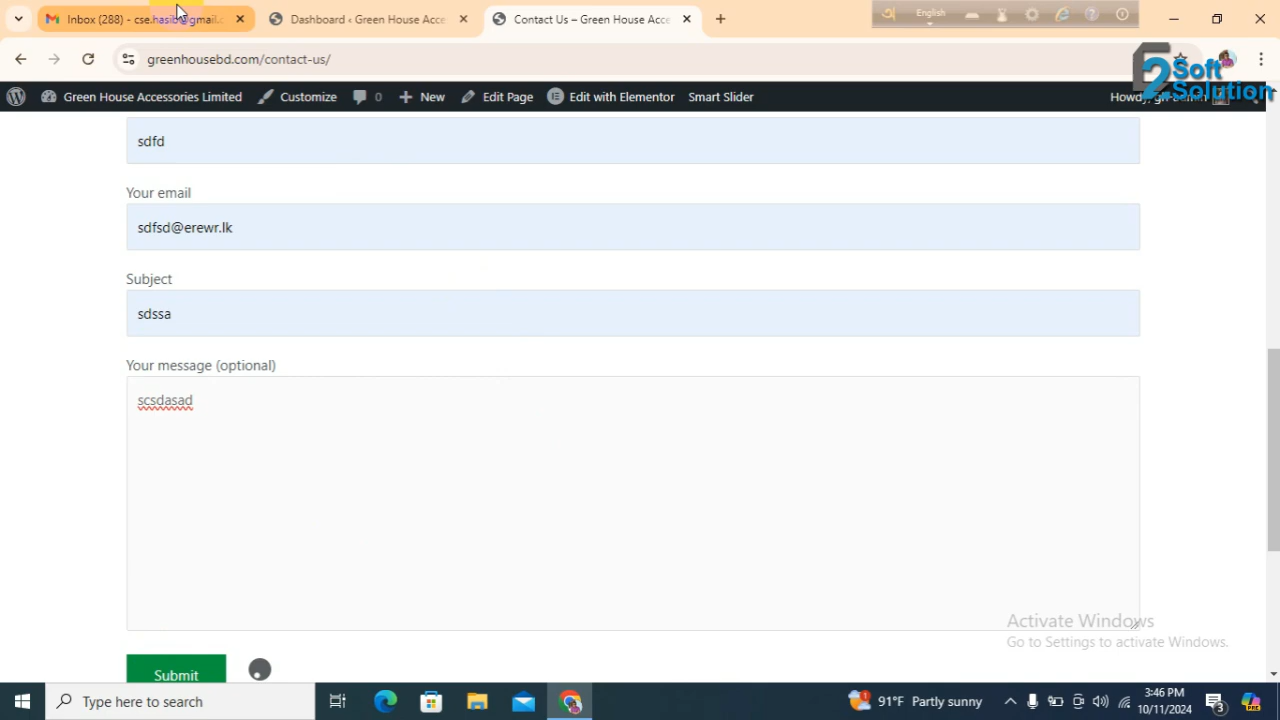 Inbox (288) - cse.hasib@gmail.c
Dashboard ‹ Green House Acce
Contact Us – Green House Acce
English
greenhousebd.com/contact-us/
2 Soft Solution
Green House Accessories Limited
Customize
0
New
Edit Page
Edit with Elementor
Smart Slider
Howdy,
sdfd
Your email
sdfsd@erewr.lk
Subject
sdssa
Your message (optional)
scsdasad
Activate Windows
Go to Settings to activate Windows.
Submit
Type here to search
91°F Partly sunny
3:46 PM
10/11/2024
3